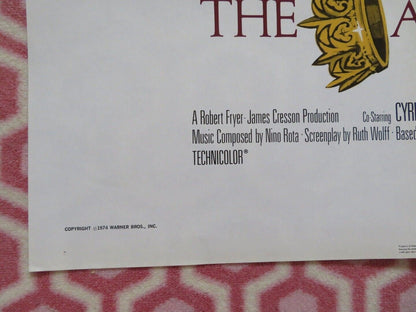 THE A
A Robert Fryer·James Cresson Production Co-Starring CYR
Music Composed by Nino Rota · Screenplay by Ruth Wolff · Based
TECHNICOLOR®
COPYRIGHT ©1974 WARNER BROS., INC.